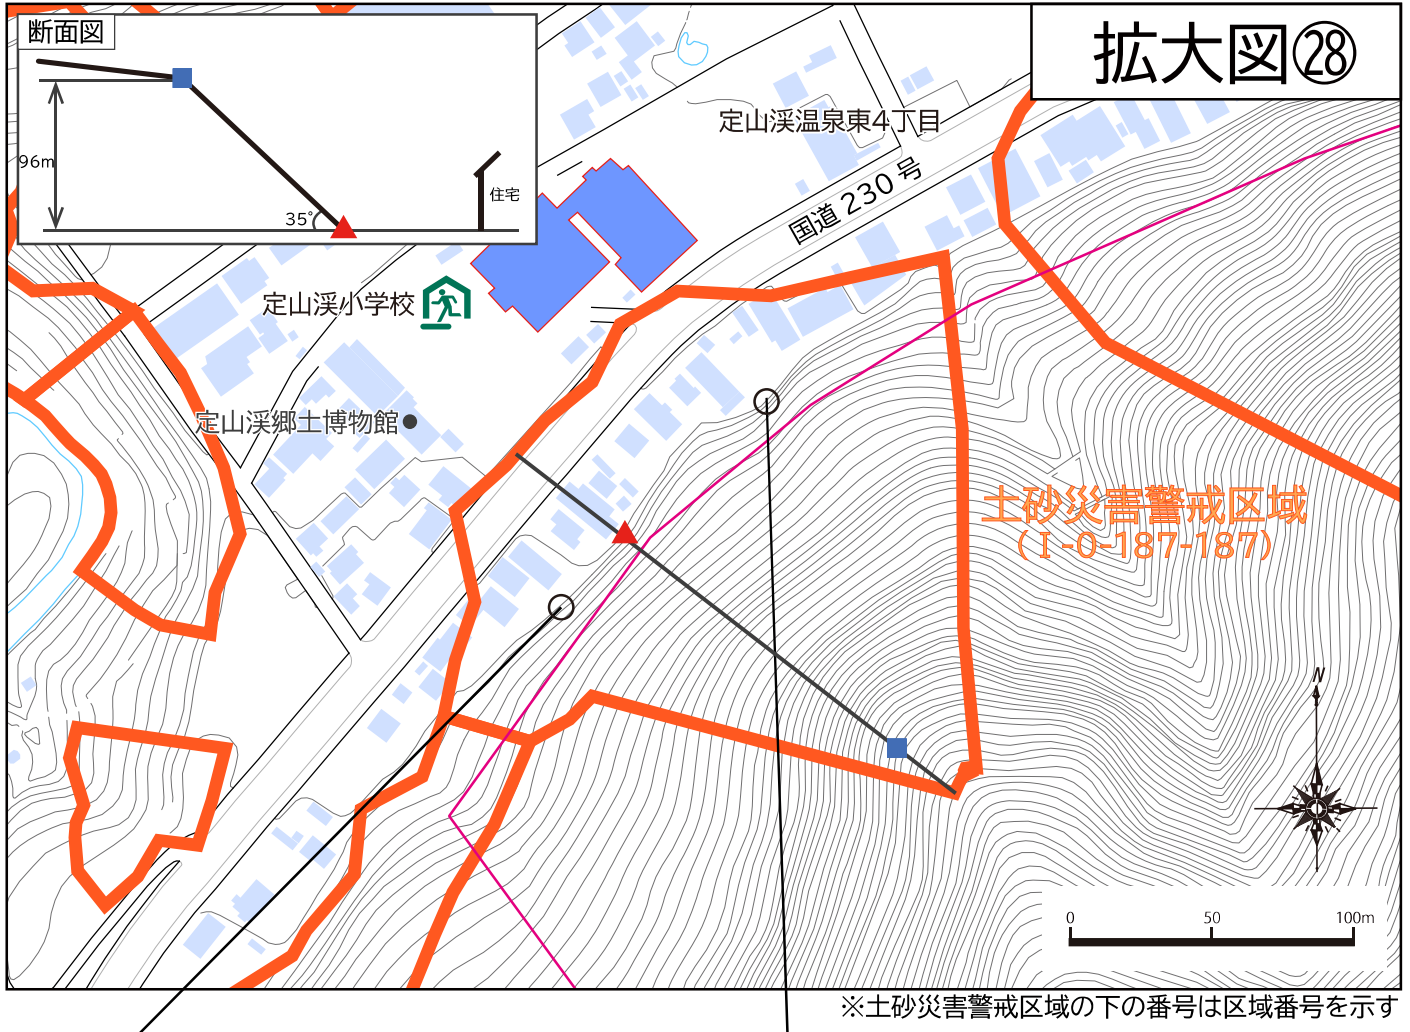 断面図
96m
35°
住宅
拡大図㉘
定山渓温泉東4丁目
国道230号
定山渓小学校
定山渓郷土博物館
土砂災害警戒区域
(Ⅰ-0-187-187)
N
0 50 100m
※土砂災害警戒区域の下の番号は区域番号を示す